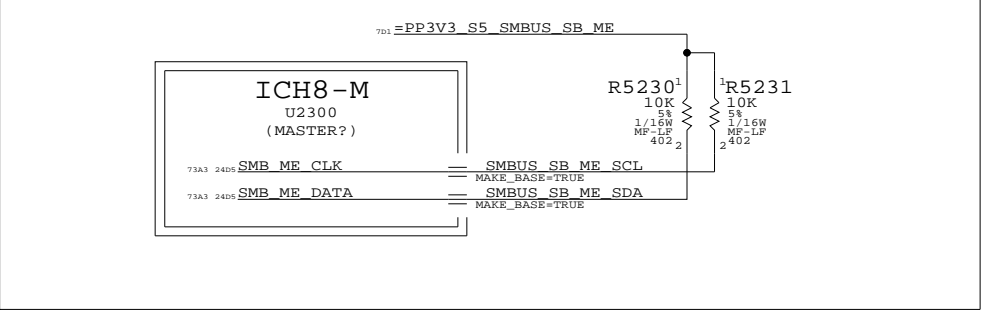 7D1 =PP3V3_S5_SMBUS_SB_ME
ICH8-M
U2300
(MASTER?)
R5230 1
10K
5%
1/16W
MF-LF
402 2
1 R5231
10K
5%
1/16W
MF-LF
2 402
73A3 24D5 SMB_ME_CLK
SMBUS_SB_ME_SCL
MAKE_BASE=TRUE
73A3 24D5 SMB_ME_DATA
SMBUS_SB_ME_SDA
MAKE_BASE=TRUE